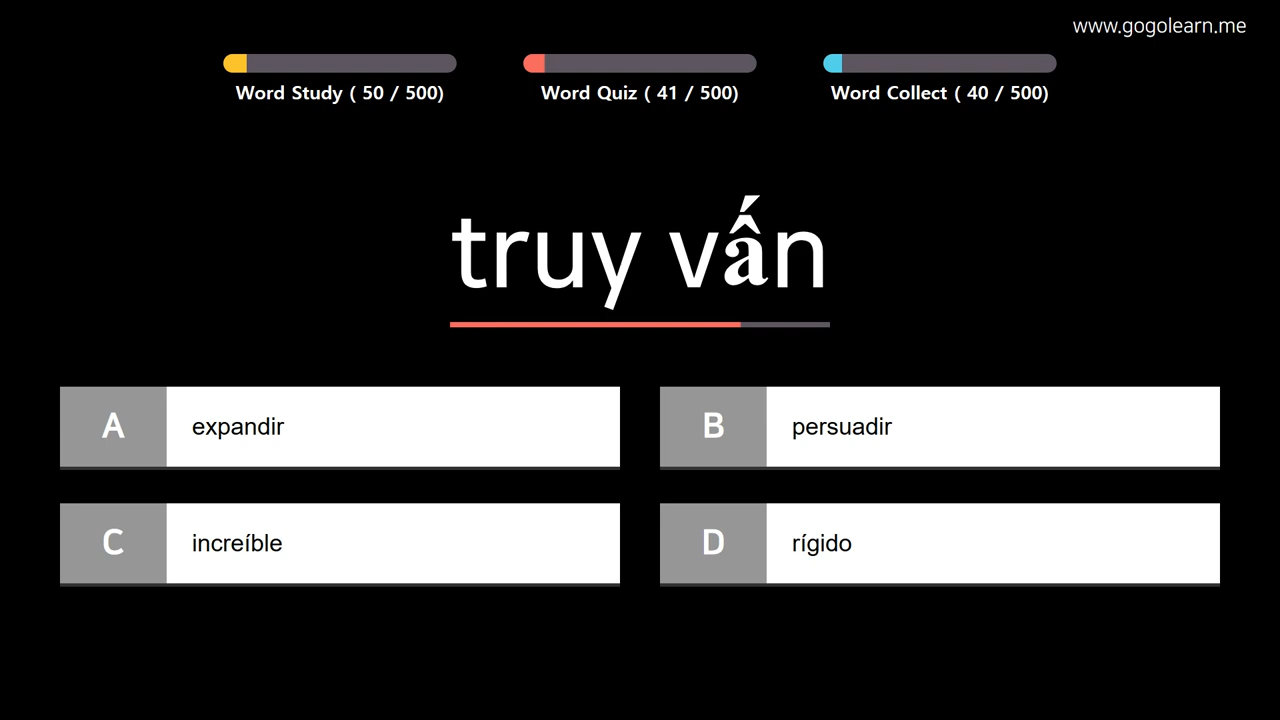 www.gogolearn.me
Word Study ( 50 / 500)
Word Quiz ( 41 / 500)
Word Collect ( 40 / 500)
truy vấn
A expandir
B persuadir
C increíble
D rígido